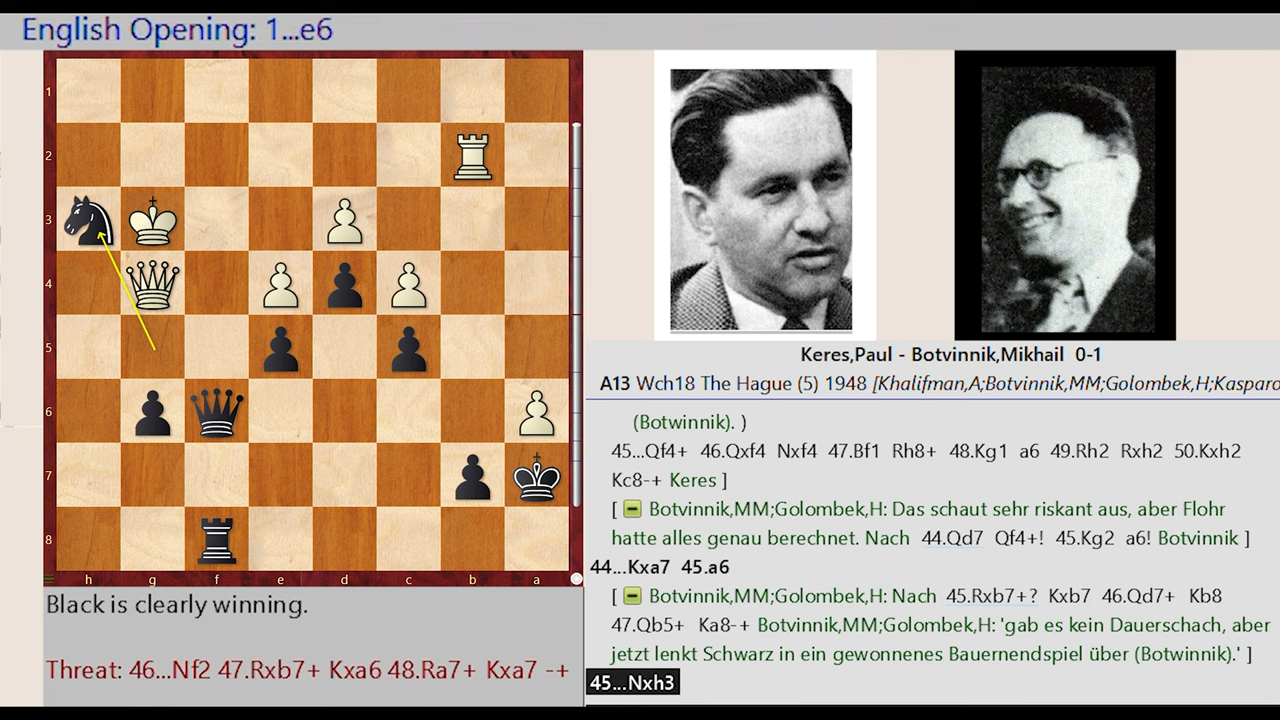 English Opening: 1...e6
1
2
3
4
5
6
7
8
h g f e d c b a
Black is clearly winning.
Threat: 46...Nf2 47.Rxb7+ Kxa6 48.Ra7+ Kxa7 -+
Keres,Paul - Botvinnik,Mikhail 0-1
A13 Wch18 The Hague (5) 1948 [Khalifman,A;Botvinnik,MM;Golombek,H;Kasparo
(Botwinnik). )
45...Qf4+ 46.Qxf4 Nxf4 47.Bf1 Rh8+ 48.Kg1 a6 49.Rh2 Rxh2 50.Kxh2
Kc8-+ Keres ]
[ Botvinnik,MM;Golombek,H: Das schaut sehr riskant aus, aber Flohr
hatte alles genau berechnet. Nach 44.Qd7 Qf4+! 45.Kg2 a6! Botvinnik ]
44...Kxa7 45.a6
[ Botvinnik,MM;Golombek,H: Nach 45.Rxb7+? Kxb7 46.Qd7+ Kb8
47.Qb5+ Ka8-+ Botvinnik,MM;Golombek,H: 'gab es kein Dauerschach, aber
jetzt lenkt Schwarz in ein gewonnenes Bauernendspiel über (Botwinnik).' ]
45...Nxh3